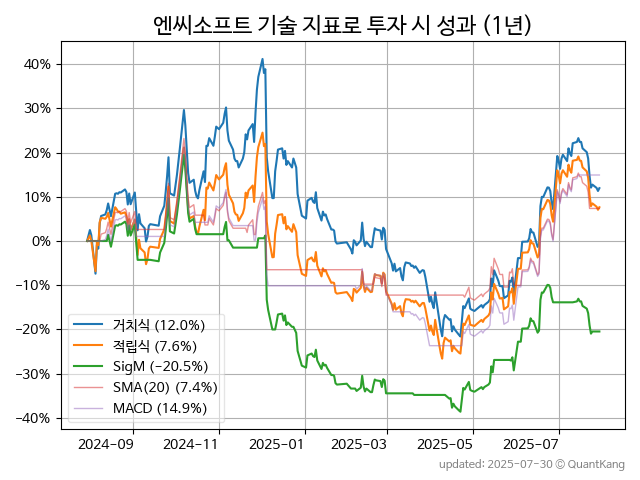 엔씨소프트 기술 지표로 투자 시 성과 (1년)
40%
30%
20%
10%
0%
−10%
−20%
−30%
−40%
거치식 (12.0%)
적립식 (7.6%)
SigM (−20.5%)
SMA(20) (7.4%)
MACD (14.9%)
2024-09 2024-11 2025-01 2025-03 2025-05 2025-07
updated: 2025-07-30 © QuantKang